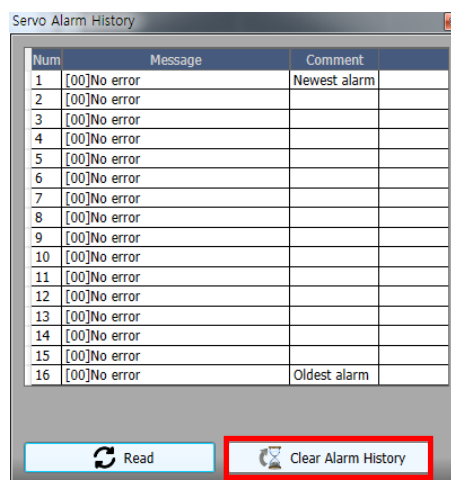 Servo Alarm History
Num Message Comment
1 [00]No error Newest alarm
2 [00]No error
3 [00]No error
4 [00]No error
5 [00]No error
6 [00]No error
7 [00]No error
8 [00]No error
9 [00]No error
10 [00]No error
11 [00]No error
12 [00]No error
13 [00]No error
14 [00]No error
15 [00]No error
16 [00]No error Oldest alarm
Read Clear Alarm History